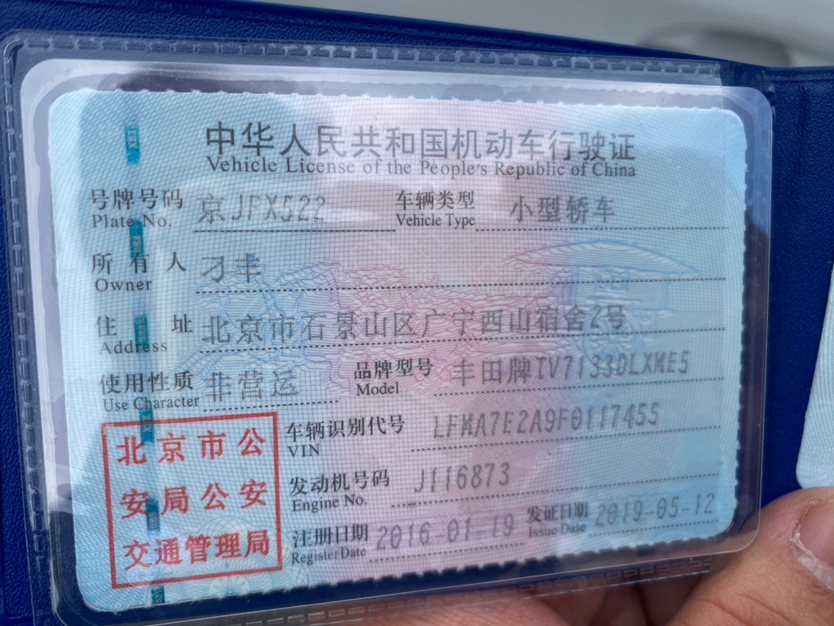 中华人民共和国机动车行驶证
Vehicle License of the People's Republic of China
号牌号码 京JFX522 车辆类型 小型轿车
Plate No. Vehicle Type
所有人 刁丰
Owner
住址 北京市石景山区广宁西山宿舍2号
Address
使用性质 非营运 品牌型号 丰田牌TV7133DLXME5
Use Character Model
北京市公
安局公安
交通管理局
车辆识别代号 LFMA7E2A9F0117455
VIN
发动机号码 J116873
Engine No.
注册日期 2016-01-19 发证日期 2019-05-12
Register Date Issue Date